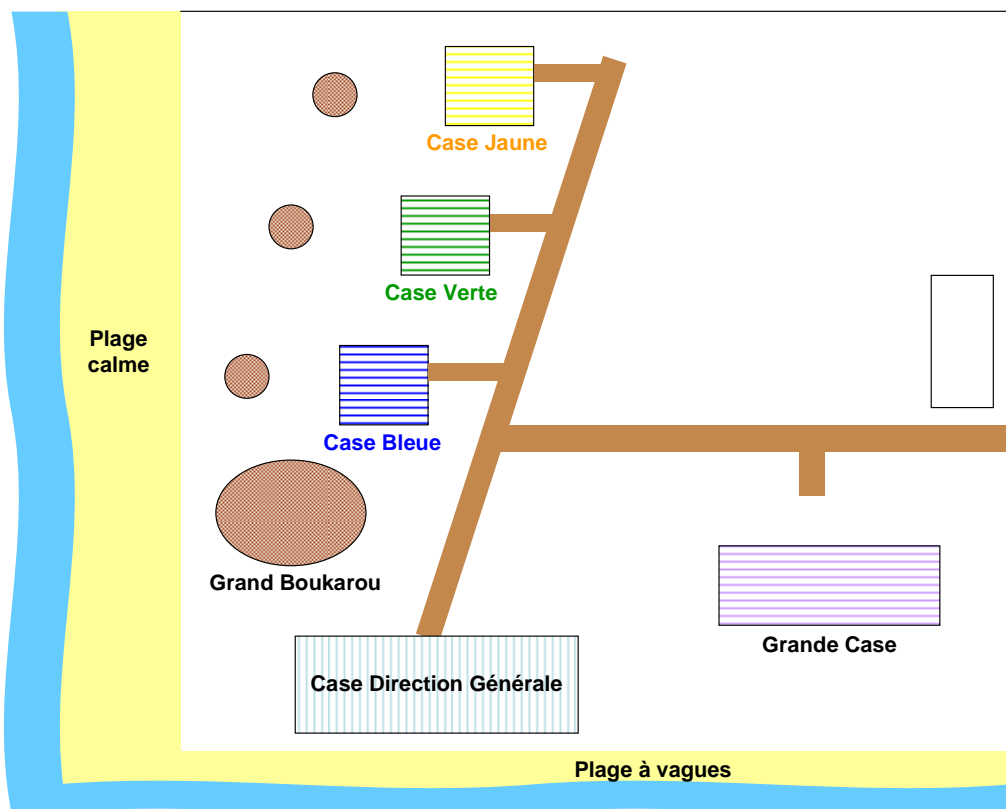 Case Jaune
Case Verte
Plage
calme
Case Bleue
Grand Boukarou
Grande Case
Case Direction Générale
Plage à vagues